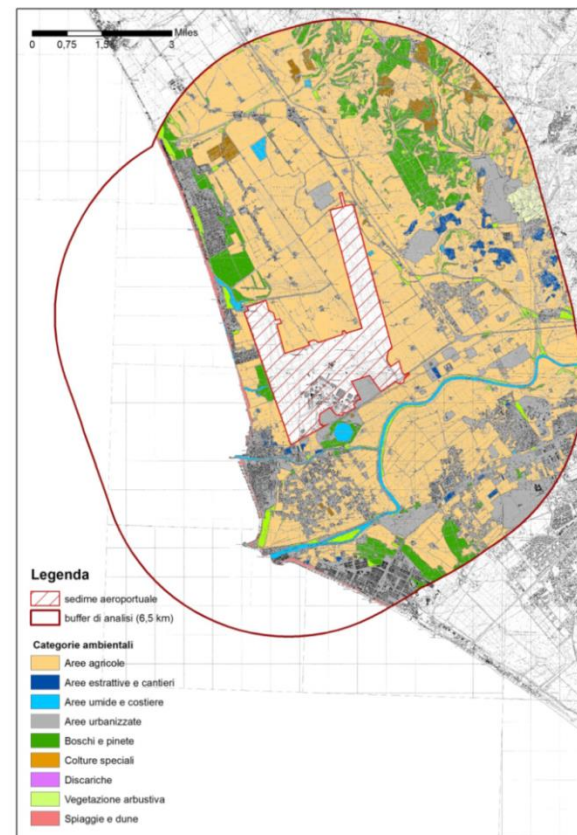 Miles
0 0,75 1,5 3
Legenda
sedime aeroportuale
buffer di analisi (6,5 km)
Categorie ambientali
Aree agricole
Aree estrattive e cantieri
Aree umide e costiere
Aree urbanizzate
Boschi e pinete
Colture speciali
Discariche
Vegetazione arbustiva
Spiaggie e dune